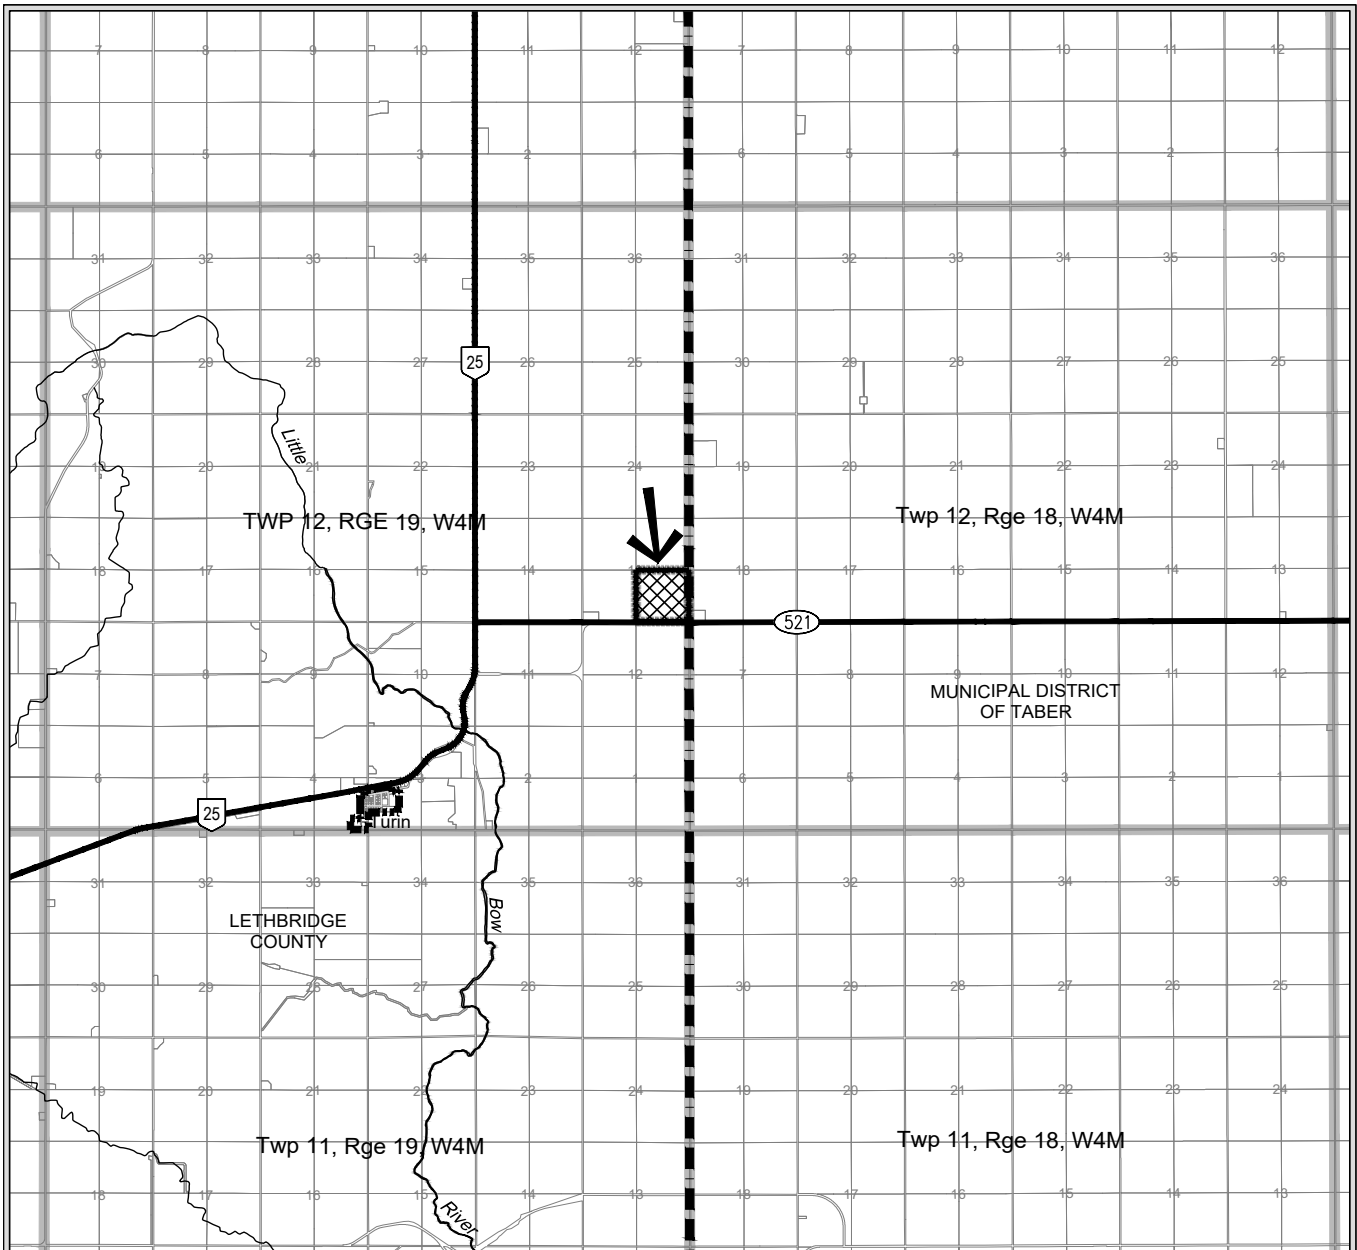 7 8 9 10 11 12 7 8 9 10 11 12
6 5 4 3 2 1 6 5 4 3 2 1
31 32 33 34 35 36 31 32 33 34 35 36
30 29 28 27 25 26 25 30 29 28 27 26 25
Little
19 20 21 22 23 24 19 20 21 22 23 24
TWP 12, RGE 19, W4M
Twp 12, Rge 18, W4M
18 17 16 15 14 13 18 17 16 15 14 13
521
7 8 9 10 11 12 7 8 9 10 11 12
MUNICIPAL DISTRICT
OF TABER
6 5 4 3 2 1 6 5 4 3 2 1
25
Turin
31 32 33 34 35 36 31 32 33 34 35 36
LETHBRIDGE
COUNTY
Bow
30 29 28 27 26 25 30 29 28 27 26 25
19 20 21 22 23 24 19 20 21 22 23 24
Twp 11, Rge 19, W4M
Twp 11, Rge 18, W4M
18 17 16 15 14 13 18 17 16 15 14 13
River